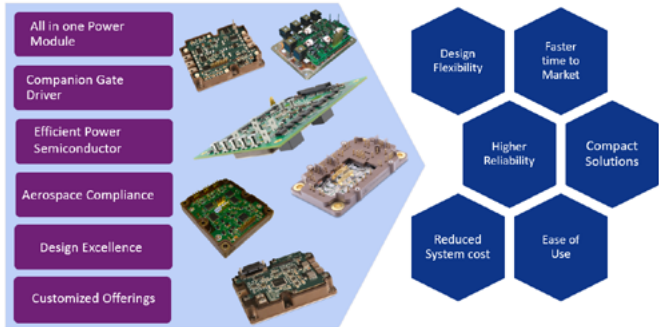 All in one Power
Module
Companion Gate
Driver
Efficient Power
Semiconductor
Aerospace Compliance
Design Excellence
Customized Offerings
Design
Flexibility
Faster
time to
Market
Higher
Reliability
Compact
Solutions
Reduced
System cost
Ease of
Use